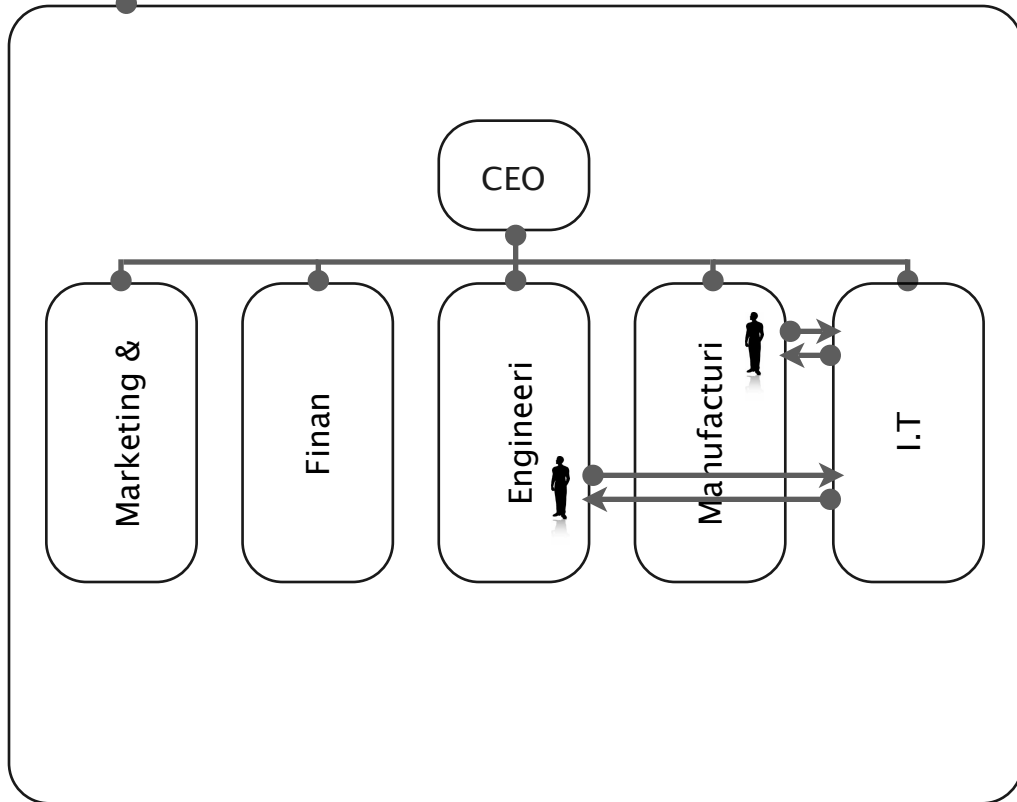 CEO
Marketing &
Finan
Engineeri
Manufacturi
I.T